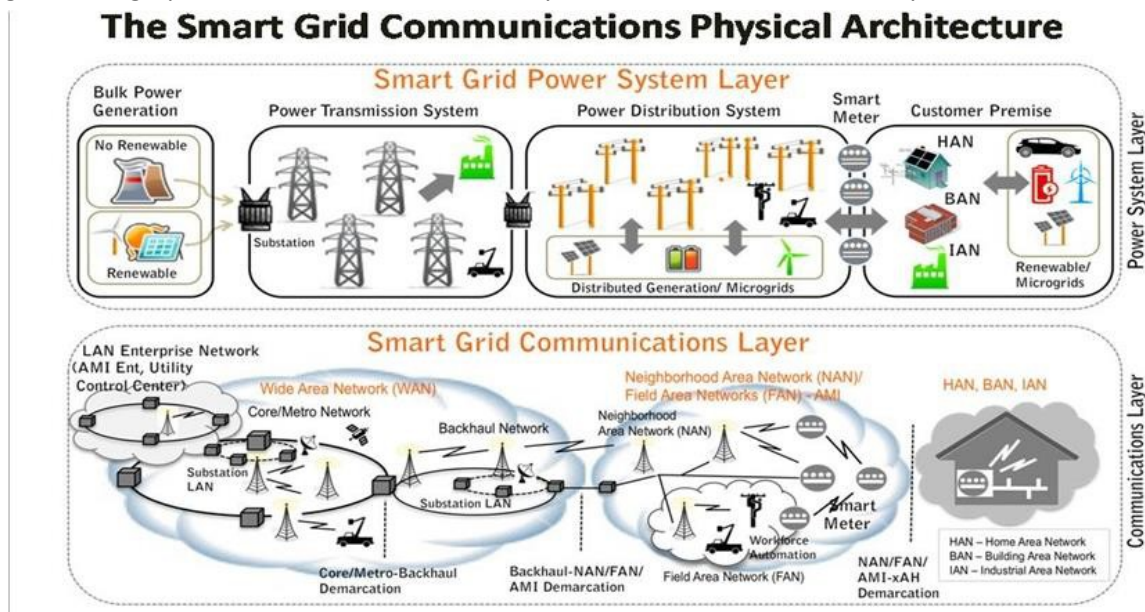 The Smart Grid Communications Physical Architecture
Smart Grid Power System Layer
Bulk Power
Generation
Power Transmission System
Power Distribution System
Smart
Meter
Customer Premise
No Renewable
Renewable
Substation
Distributed Generation/ Microgrids
HAN
BAN
IAN
Renewable/
Microgrids
Power System Layer
Smart Grid Communications Layer
LAN Enterprise Network
(AMI Ent, Utility
Control Center)
Wide Area Network (WAN)
Core/Metro Network
Substation
LAN
Backhaul Network
Substation LAN
Neighborhood Area Network (NAN)/
Field Area Networks (FAN) - AMI
Neighborhood
Area Network (NAN)
Smart
Meter
Workforce
Automation
Field Area Network (FAN)
HAN, BAN, IAN
HAN – Home Area Network
BAN – Building Area Network
IAN – Industrial Area Network
Core/Metro-Backhaul
Demarcation
Backhaul-NAN/FAN/
AMI Demarcation
NAN/FAN/
AMI-xAH
Demarcation
Communications Layer